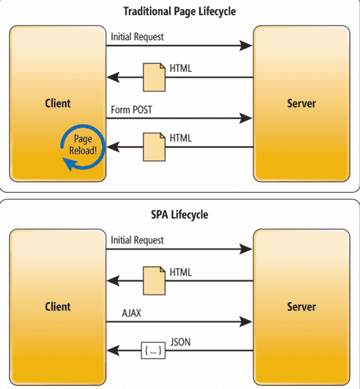 Traditional Page Lifecycle
Initial Request
HTML
Client
Form POST
Server
Page
Reload!
HTML
SPA Lifecycle
Initial Request
HTML
Client
AJAX
Server
JSON
{ ... }